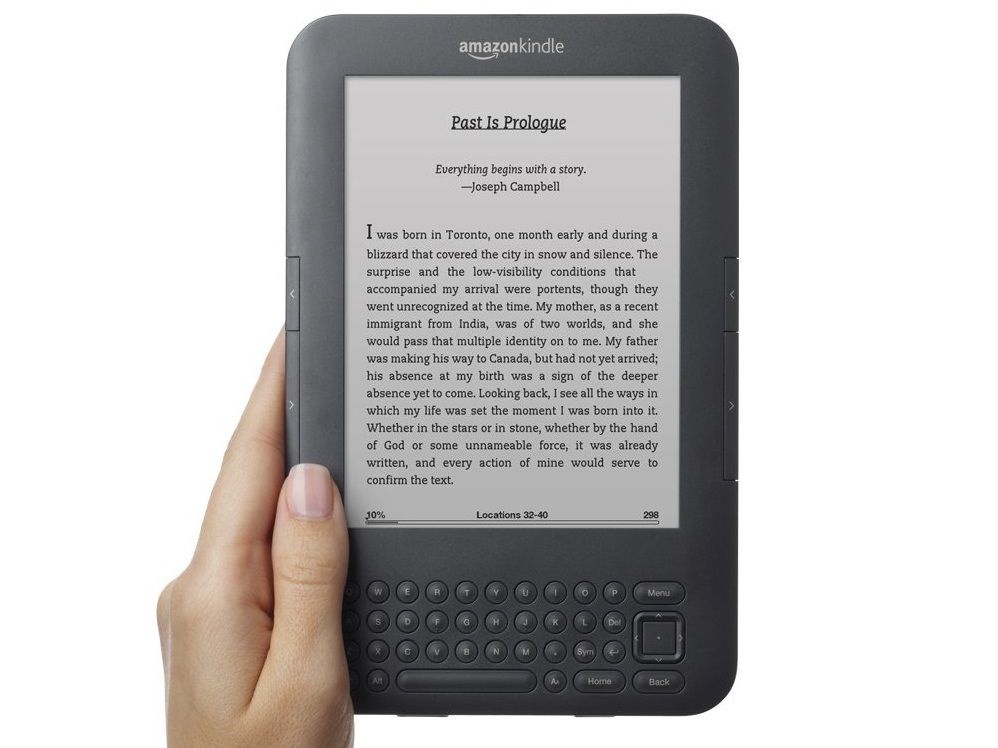 amazonkindle
Past Is Prologue
Everything begins with a story.
—Joseph Campbell
I was born in Toronto, one month early and during a
blizzard that covered the city in snow and silence. The
surprise and the low-visibility conditions that
accompanied my arrival were portents, though they
went unrecognized at the time. My mother, as a recent
immigrant from India, was of two worlds, and she
would pass that multiple identity on to me. My father
was making his way to Canada, but had not yet arrived;
his absence at my birth was a sign of the deeper
absence yet to come. Looking back, I see all the ways in
which my life was set the moment I was born into it.
Whether in the stars or in stone, whether by the hand
of God or some unnameable force, it was already
written, and every action of mine would serve to
confirm the text.
10% Locations 32-40 298
W E R T Y U I O P Menu
S D F G H J K L Del
X C V B N M . Sym
Alt Aa Home Back